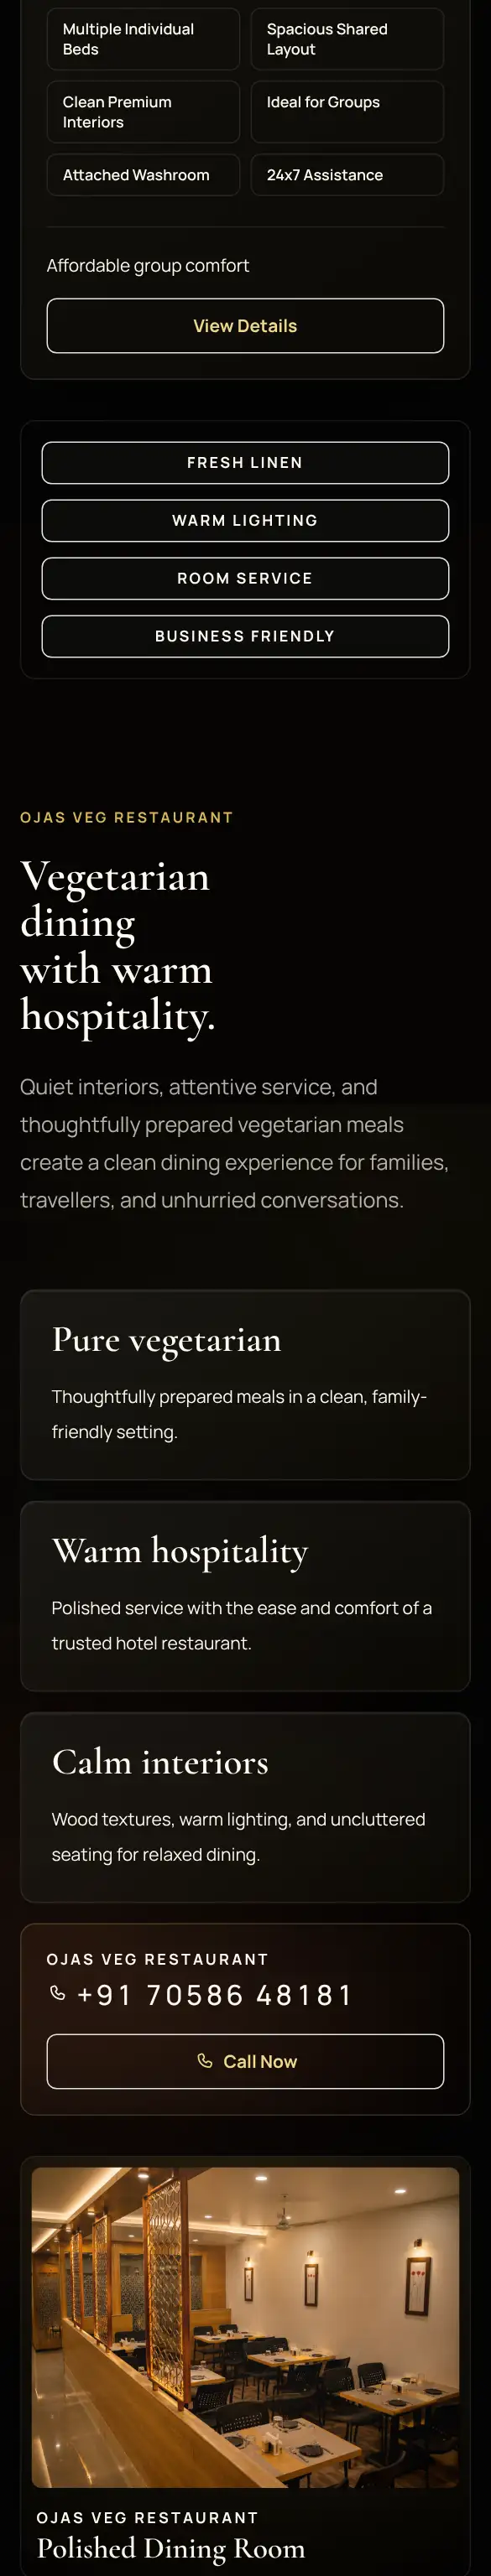 Multiple Individual
Beds
Spacious Shared
Layout
Clean Premium
Interiors
Ideal for Groups
Attached Washroom
24x7 Assistance
Affordable group comfort
View Details
FRESH LINEN
WARM LIGHTING
ROOM SERVICE
BUSINESS FRIENDLY
OJAS VEG RESTAURANT
Vegetarian
dining
with warm
hospitality.
Quiet interiors, attentive service, and
thoughtfully prepared vegetarian meals
create a clean dining experience for families,
travellers, and unhurried conversations.
Pure vegetarian
Thoughtfully prepared meals in a clean, family-
friendly setting.
Warm hospitality
Polished service with the ease and comfort of a
trusted hotel restaurant.
Calm interiors
Wood textures, warm lighting, and uncluttered
seating for relaxed dining.
OJAS VEG RESTAURANT
+91 70586 48181
Call Now
OJAS VEG RESTAURANT
Polished Dining Room